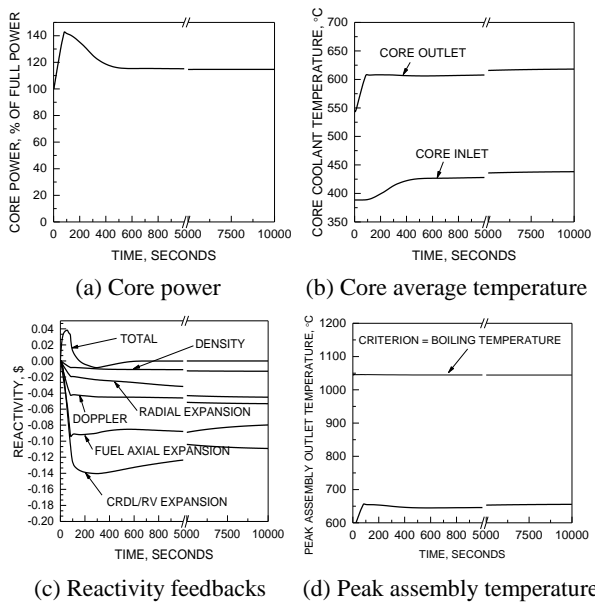 CORE POWER, % OF FULL POWER
140
120
100
80
60
40
20
0
0 200 400 5000 7500 10000
TIME, SECONDS
(a) Core power
CORE COOLANT TEMPERATURE, °C
700
650
600
550
500
450
400
350
CORE OUTLET
CORE INLET
0 200 400 600 800 5000 7500 10000
TIME, SECONDS
(b) Core average temperature
REACTIVITY, $
0.04
0.02
0.00
-0.02
-0.04
-0.06
-0.08
-0.10
-0.12
-0.14
-0.16
-0.18
-0.20
TOTAL
DENSITY
RADIAL EXPANSION
DOPPLER
FUEL AXIAL EXPANSION
CRDL/RV EXPANSION
0 200 400 5000 7500 10000
TIME, SECONDS
(c) Reactivity feedbacks
PEAK ASSEMBLY OUTLET TEMPERATURE, °C
1200
1100
1000
900
800
700
600
CRITERION = BOILING TEMPERATURE
0 200 400 600 800 5000 7500 10000
TIME, SECONDS
(d) Peak assembly temperature